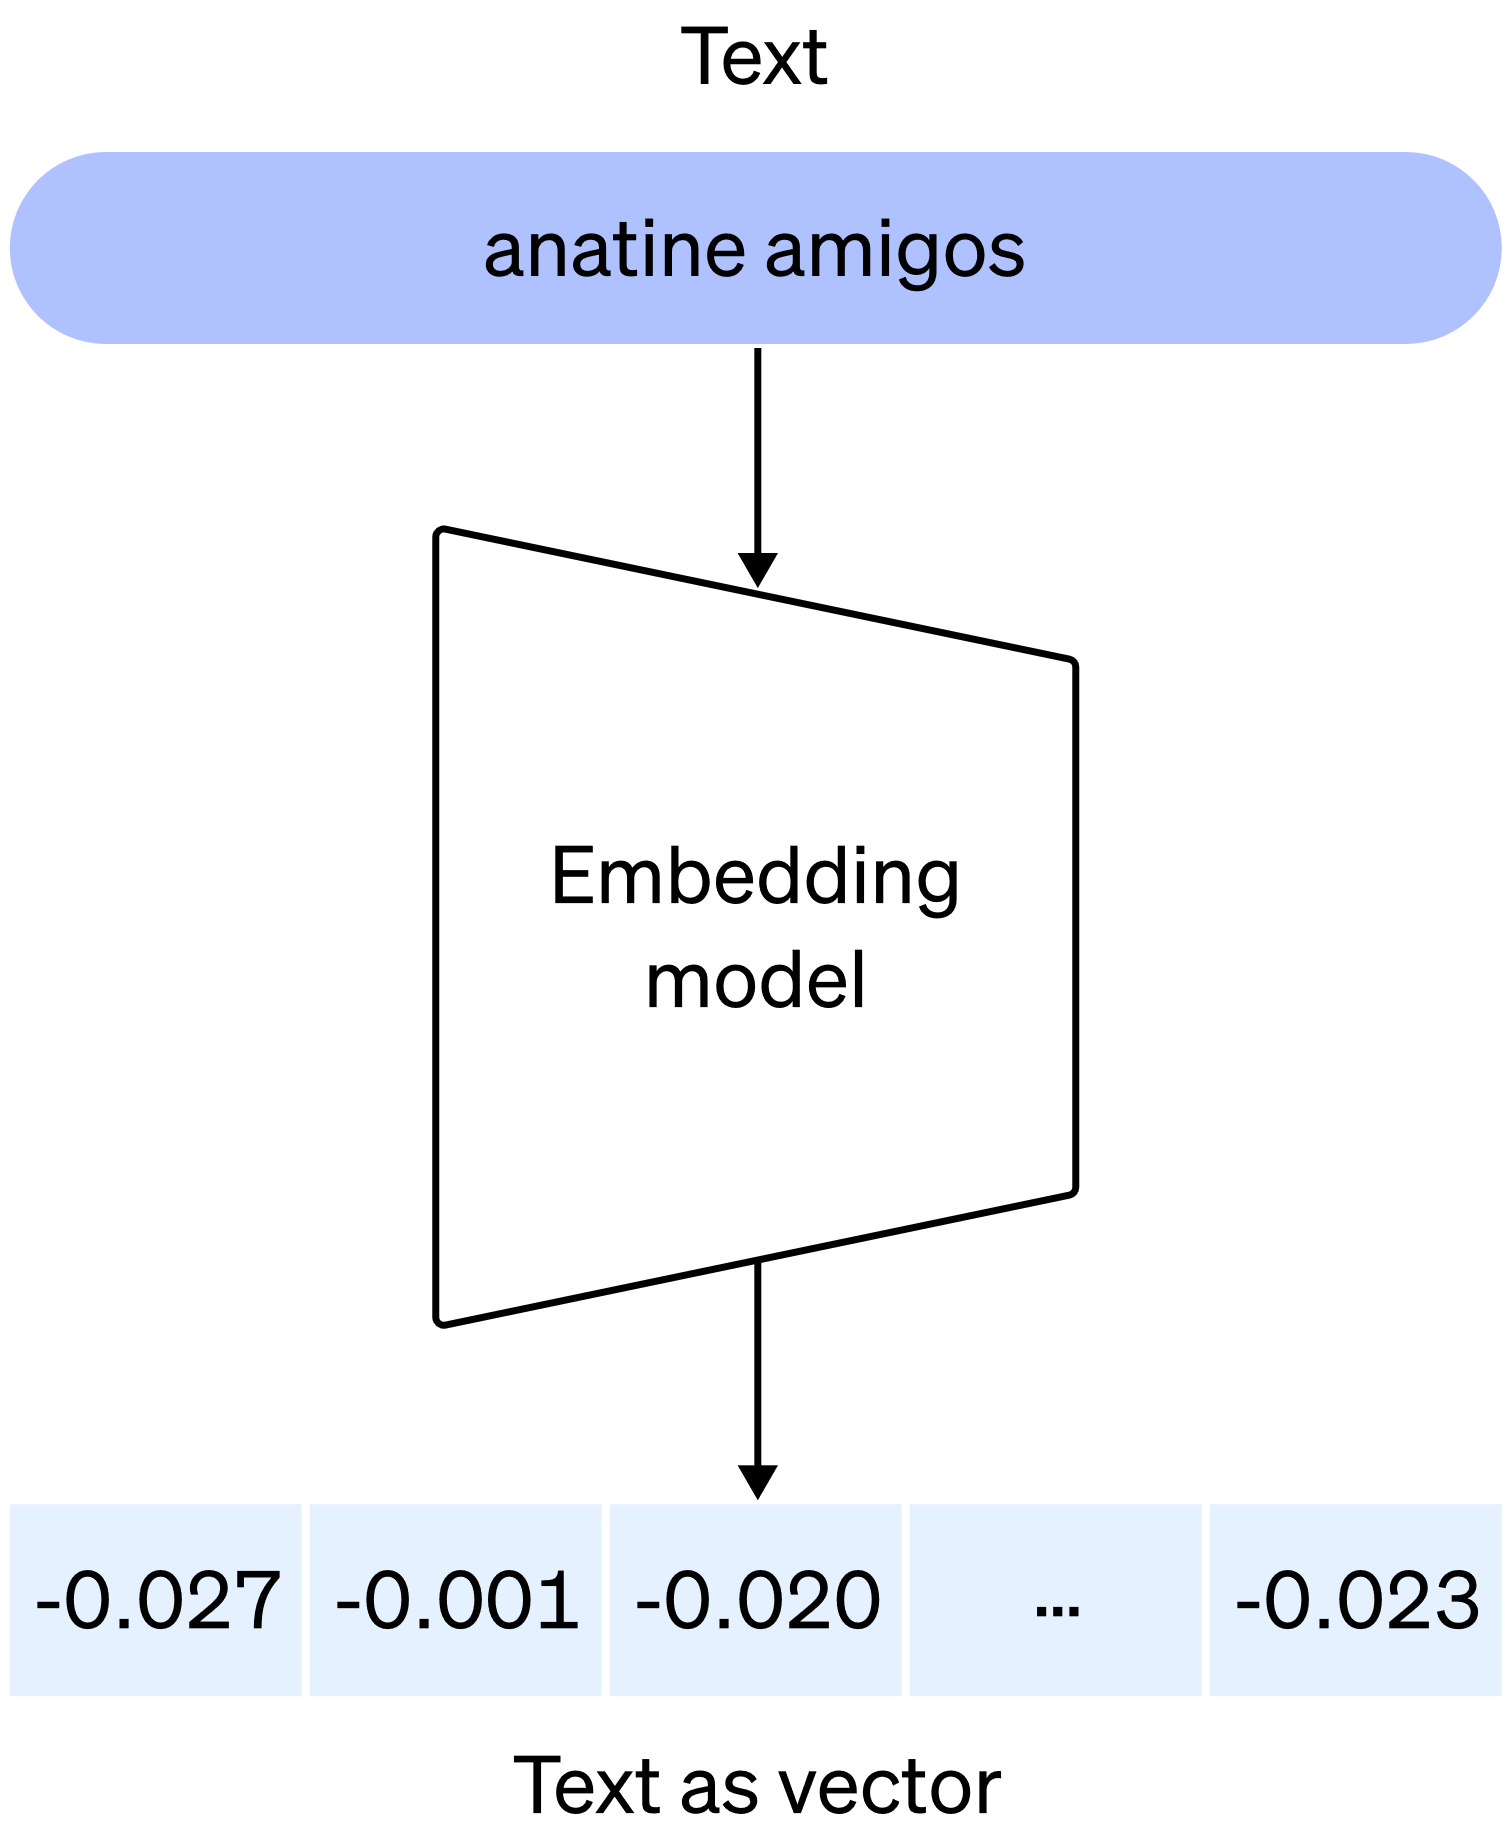 Text
anatine amigos
Embedding
model
-0.027 -0.001 -0.020 ... -0.023
Text as vector